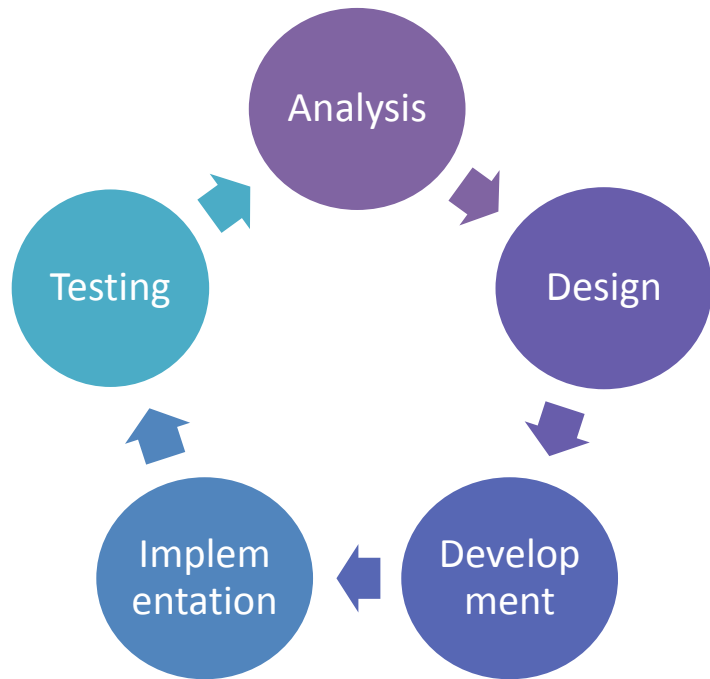 Analysis
Design
Develop
ment
Implem
entation
Testing